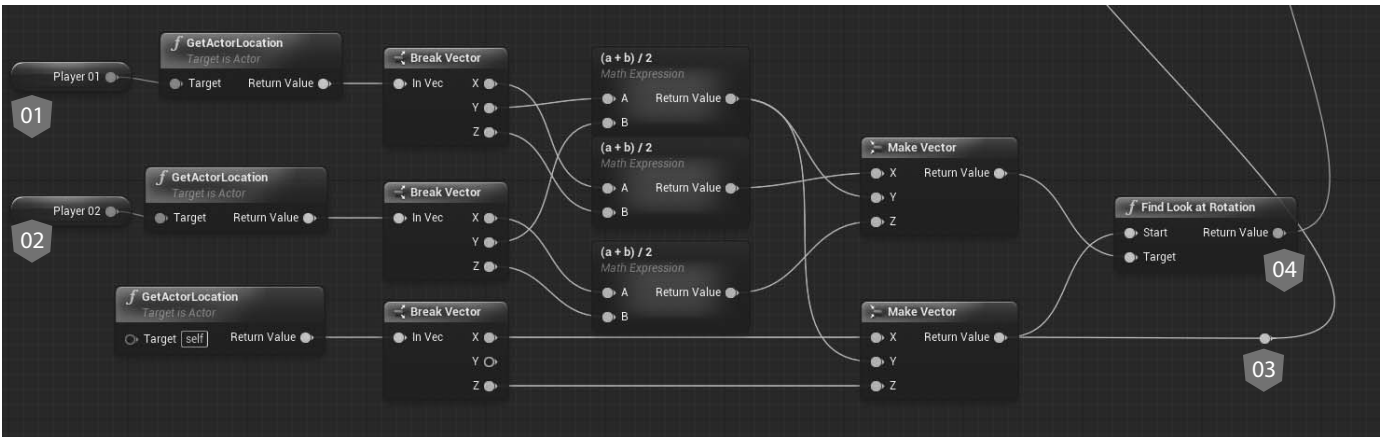 GetActorLocation
Target is Actor
Player 01
Target Return Value
01
Break Vector
In Vec X
Y
Z
(a + b) / 2
Math Expression
A Return Value
B
GetActorLocation
Target is Actor
Player 02
Target Return Value
02
Break Vector
In Vec X
Y
Z
(a + b) / 2
Math Expression
A Return Value
B
Make Vector
X Return Value
Y
Z
(a + b) / 2
Math Expression
A Return Value
B
Find Look at Rotation
Start Return Value
Target
04
GetActorLocation
Target is Actor
Target self Return Value
Break Vector
In Vec X
Y
Z
Make Vector
X Return Value
Y
Z
03